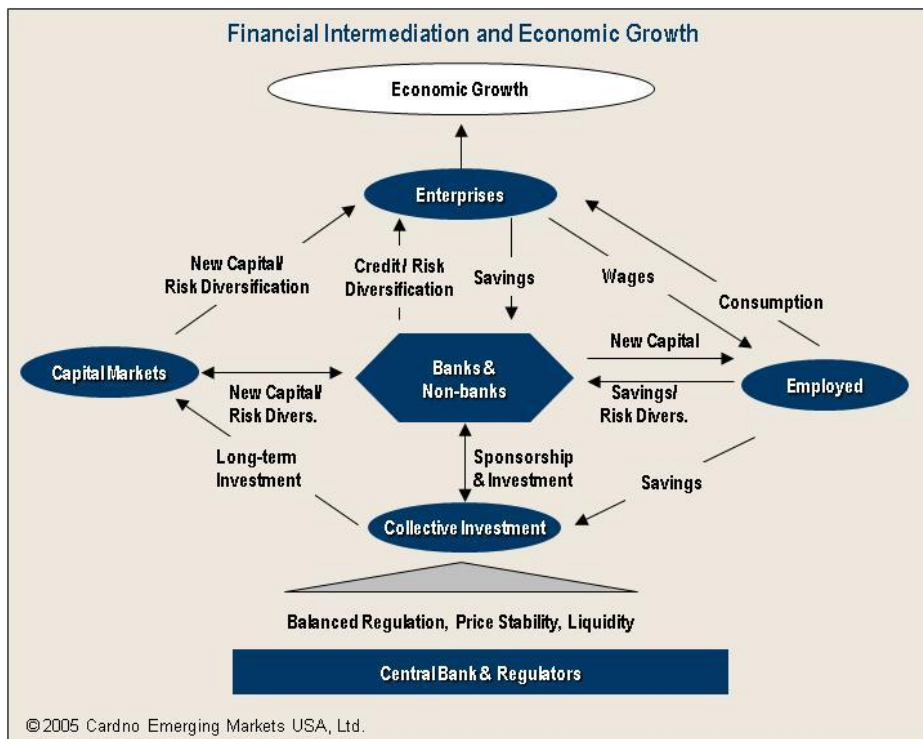 Financial Intermediation and Economic Growth
Economic Growth
Enterprises
New Capital/
Risk Diversification
Credit/ Risk
Diversification
Savings
Wages
Consumption
Capital Markets
New Capital/
Risk Divers.
Banks &
Non-banks
New Capital
Savings/
Risk Divers.
Employed
Long-term
Investment
Sponsorship
& Investment
Savings
Collective Investment
Balanced Regulation, Price Stability, Liquidity
Central Bank & Regulators
©2005 Cardno Emerging Markets USA, Ltd.